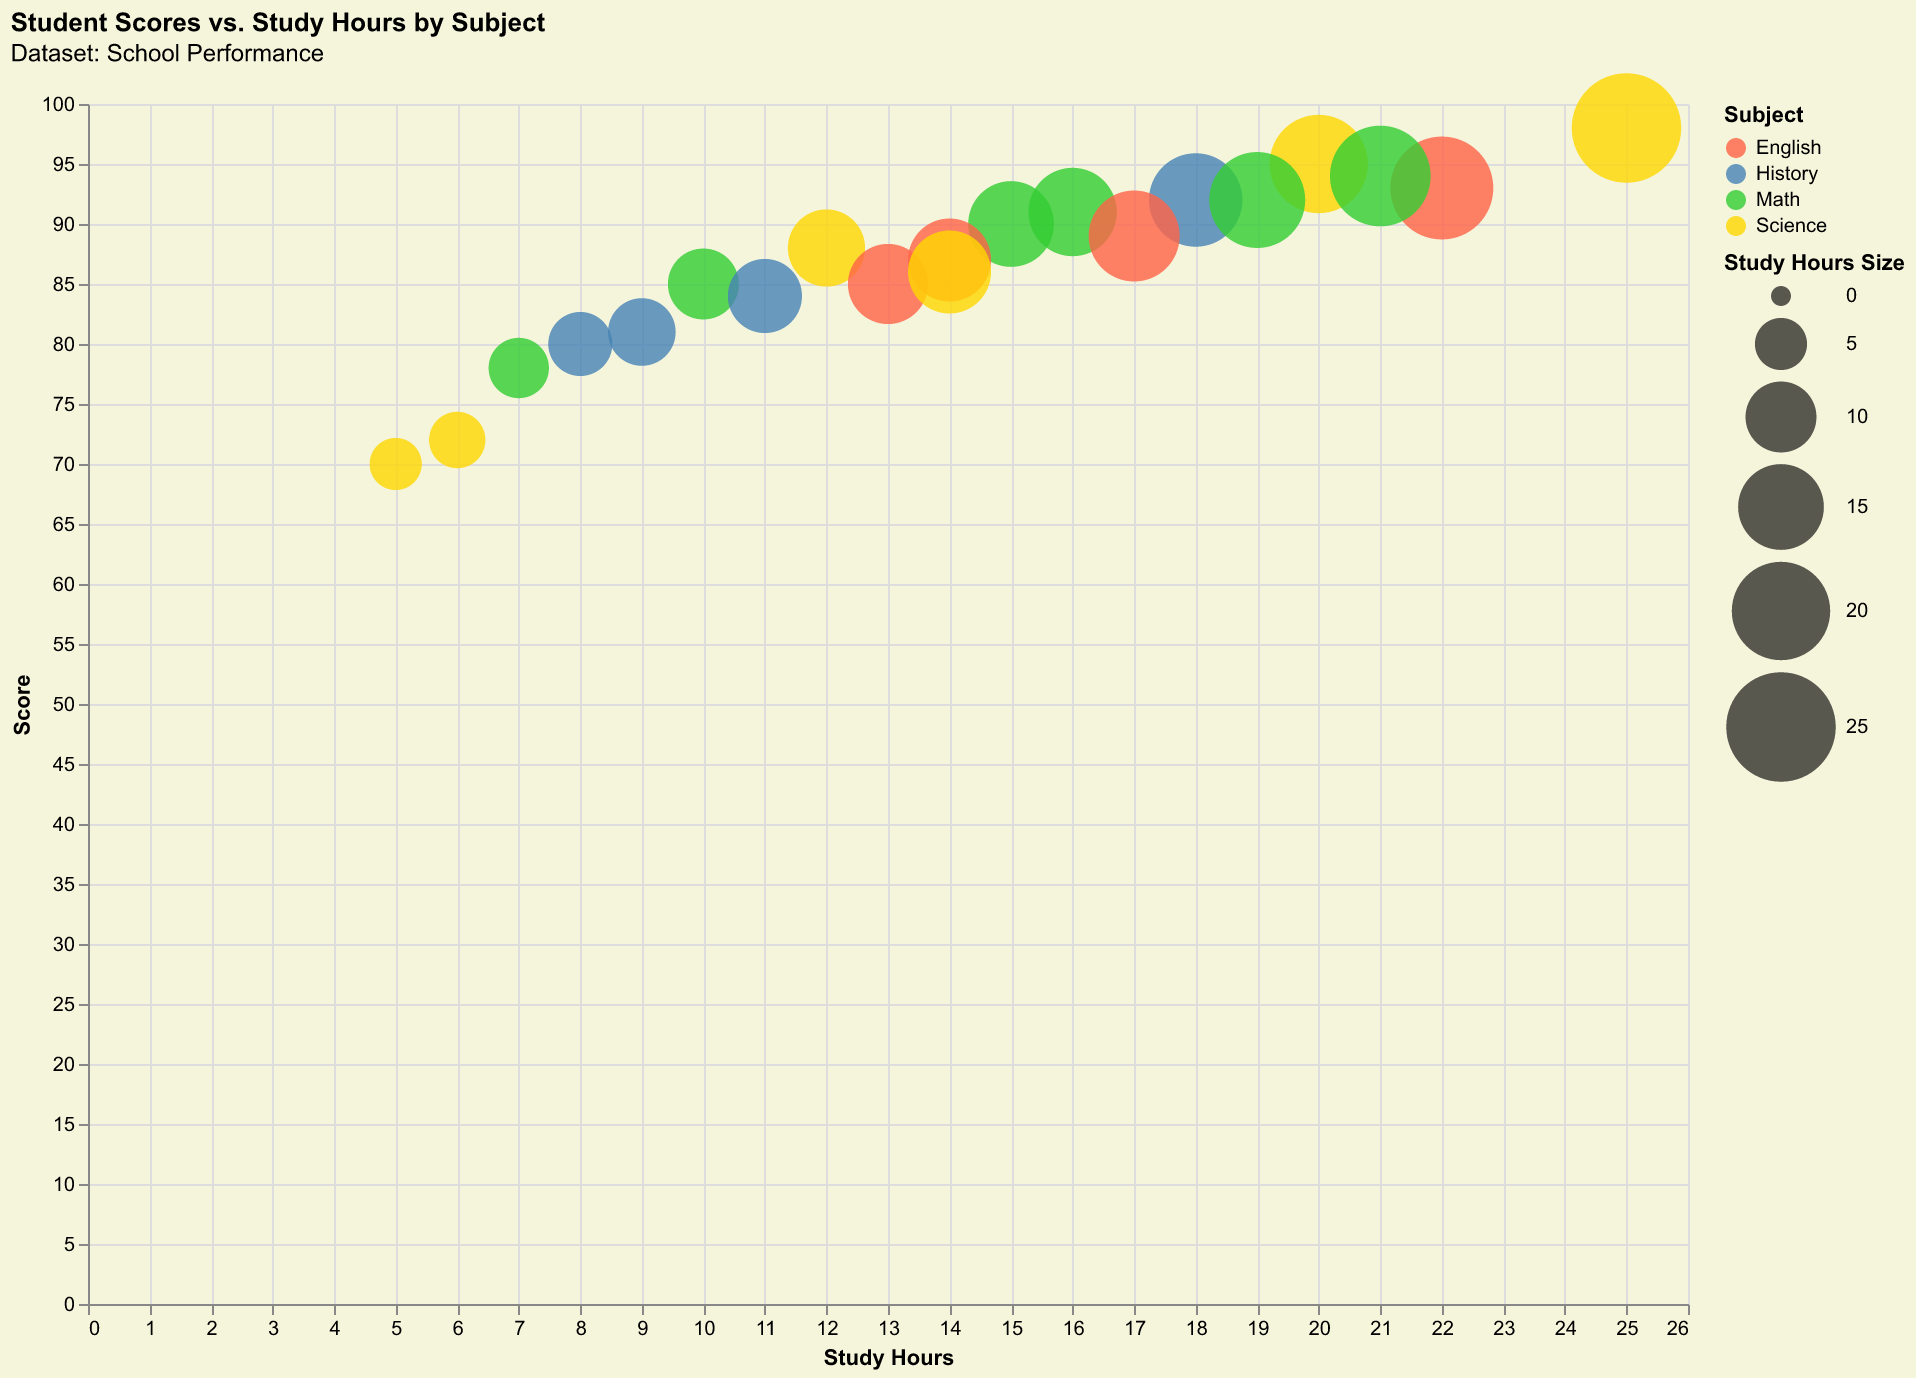 Student Scores vs. Study Hours by Subject
Dataset: School Performance
100
95
90
85
80
75
70
65
60
55
50
45
40
35
30
25
20
15
10
5
0
Score
0 1 2 3 4 5 6 7 8 9 10 11 12 13 14 15 16 17 18 19 20 21 22 23 24 25 26
Study Hours
Subject
English
History
Math
Science
Study Hours Size
0
5
10
15
20
25